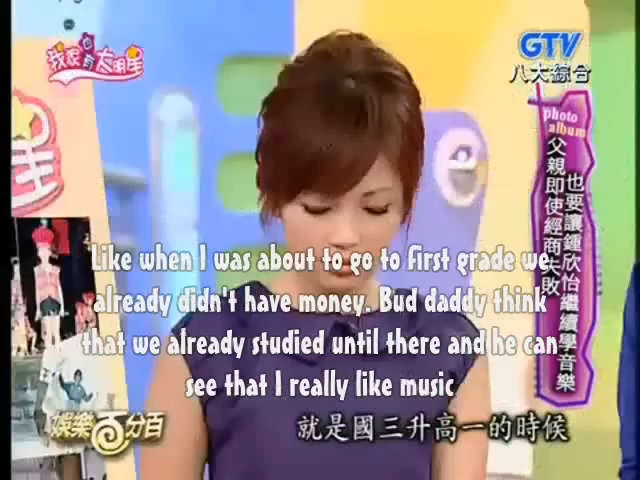 我家也有大明星
GTV
八大綜合
photo
album
父親即使經商失敗
也要讓鍾欣怡繼續學音樂
Like when I was about to go to first grade we
already didn't have money. Bud daddy think
that we already studied until there and he can
see that I really like music
娛樂百分百
就是國三升高一的時候